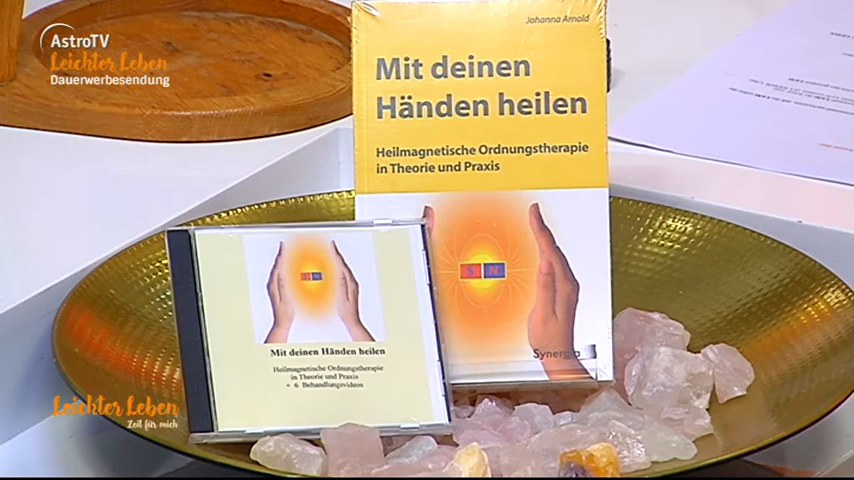 AstroTV
Leichter Leben
Dauerwerbesendung
Johanna Arnold
Mit deinen
Händen heilen
Heilmagnetische Ordnungstherapie
in Theorie und Praxis
S N
Synergia
S N
Mit deinen Händen heilen
Heilmagnetische Ordnungstherapie
in Theorie und Praxis
+ 6 Behandlungsvideos
Leichter Leben
Zeit für mich